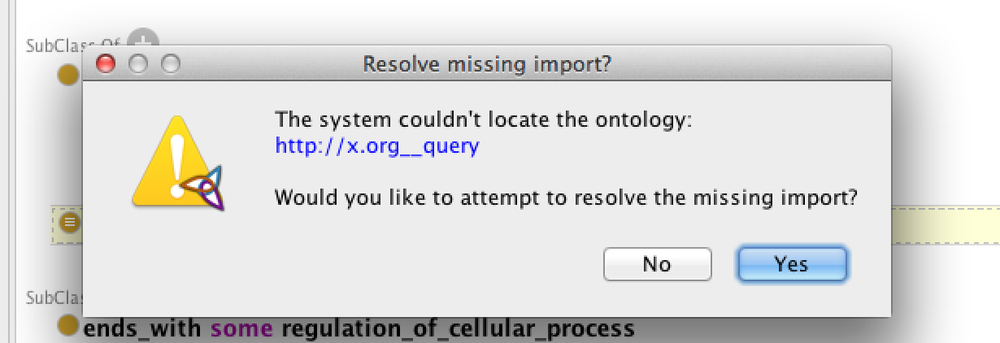 SubClass Of
Resolve missing import?
The system couldn't locate the ontology:
http://x.org__query
Would you like to attempt to resolve the missing import?
No Yes
SubClas
ends_with some regulation_of_cellular_process